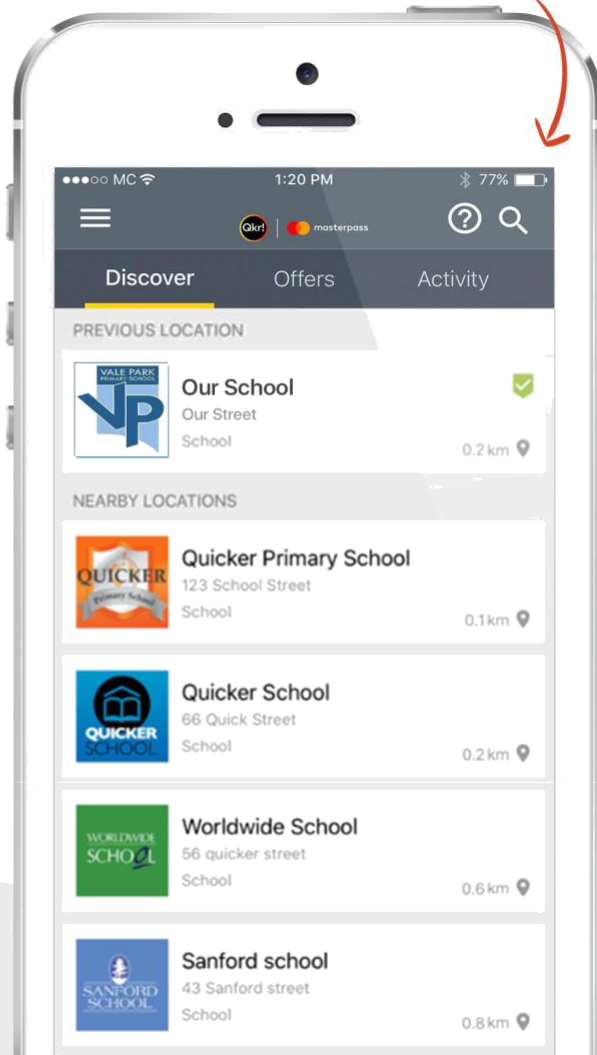 MC
1:20 PM
77%
Qkr!
masterpass
Discover
Offers
Activity
PREVIOUS LOCATION
VALE PARK
PRIMARY SCHOOL
VP
Our School
Our Street
School
0.2 km
NEARBY LOCATIONS
QUICKER
Primary School
Quicker Primary School
123 School Street
School
0.1 km
QUICKER
SCHOOL
Quicker School
66 Quick Street
School
0.2 km
WORLDWIDE
SCHOOL
Worldwide School
56 quicker street
School
0.6 km
SANFORD
SCHOOL
Sanford school
43 Sanford street
School
0.8 km